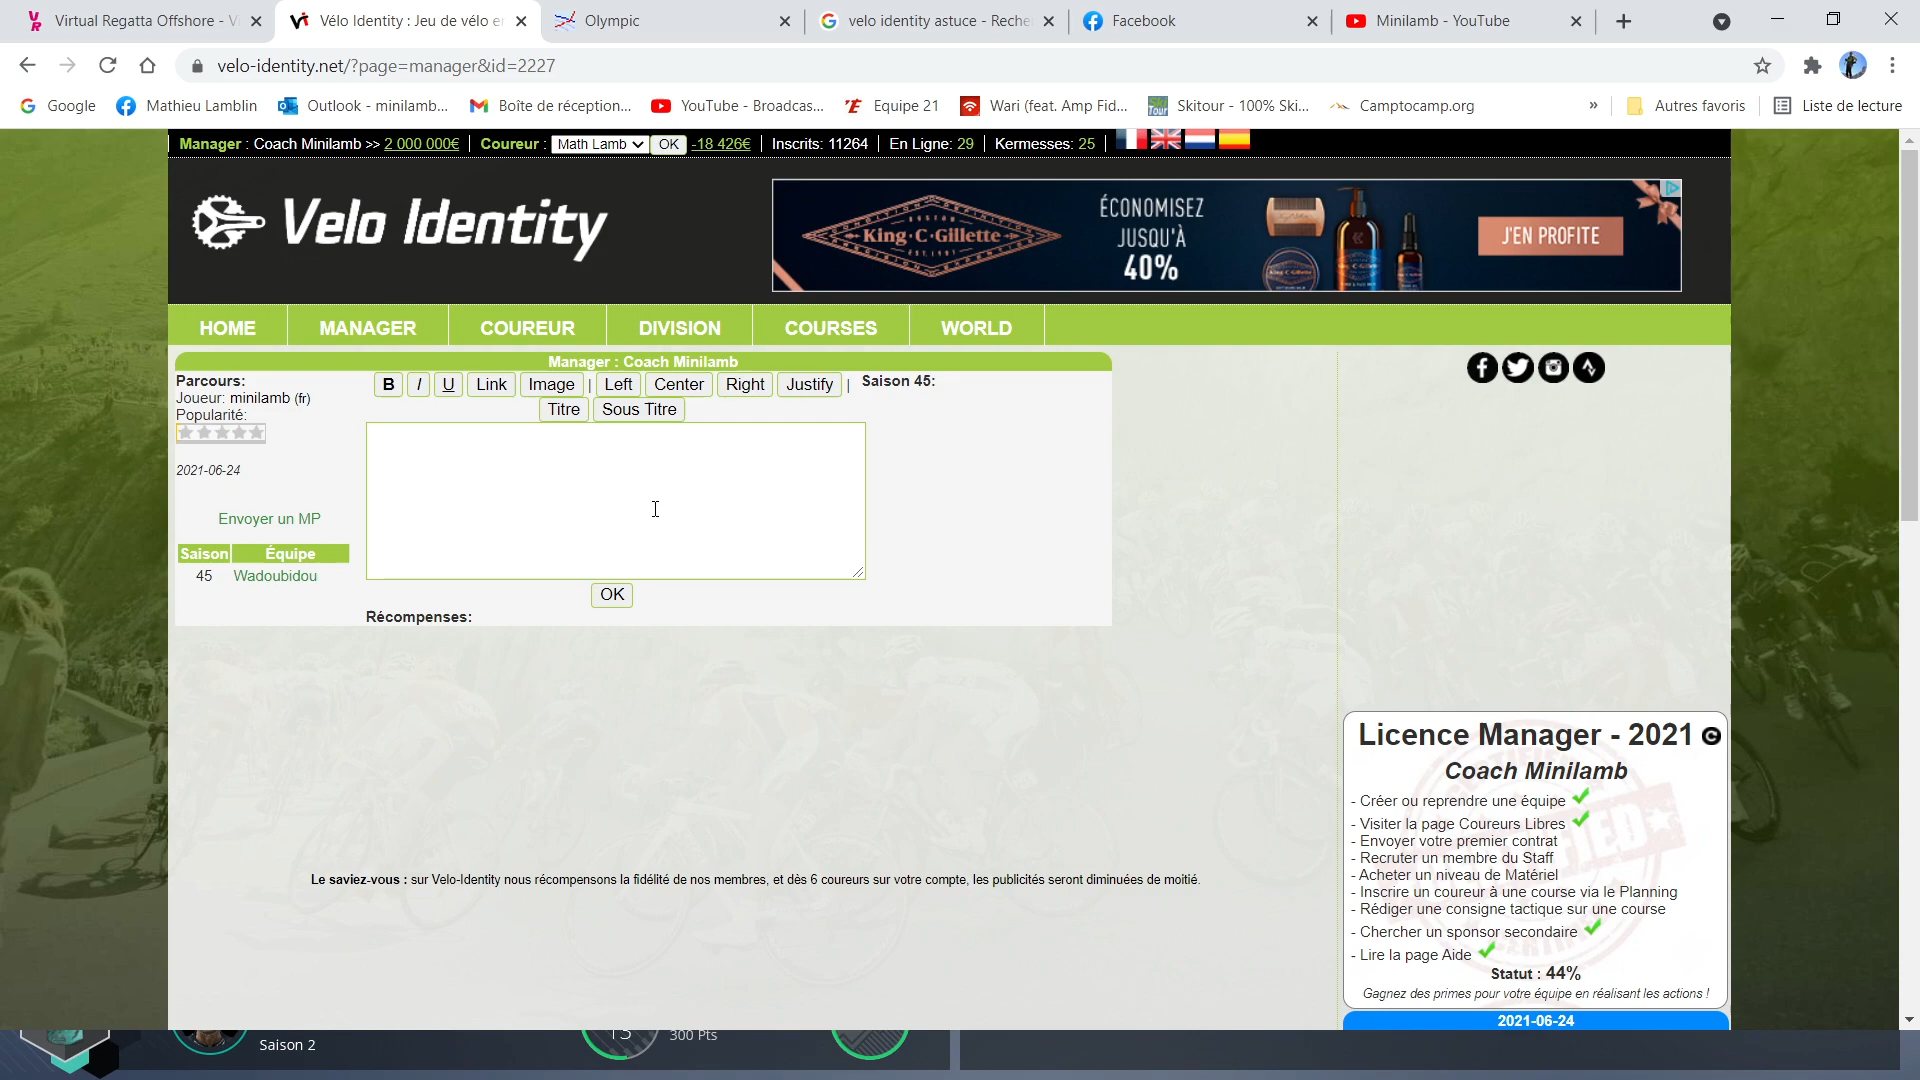 Virtual Regatta Offshore - Vi
Vélo Identity : Jeu de vélo e
Olympic
velo identity astuce - Reche
Facebook
Minilamb - YouTube
velo-identity.net/?page=manager&id=2227
Google
Mathieu Lamblin
Outlook - minilamb...
Boîte de réception...
YouTube - Broadcas...
Equipe 21
Wari (feat. Amp Fid...
Skitour - 100% Ski...
Camptocamp.org
»
Autres favoris
Liste de lecture
Manager : Coach Minilamb >> 2 000 000€ Coureur : Math Lamb OK -18 426€ Inscrits: 11264 En Ligne: 29 Kermesses: 25
Velo Identity
King·C·Gillette
ÉCONOMISEZ
JUSQU'À
40%
J'EN PROFITE
HOME MANAGER COUREUR DIVISION COURSES WORLD
Manager : Coach Minilamb
Parcours:
Joueur: minilamb (fr)
Popularité:
2021-06-24
Envoyer un MP
Saison Équipe
45 Wadoubidou
B I U Link Image | Left Center Right Justify |
Titre Sous Titre
OK
Récompenses:
Saison 45:
Le saviez-vous : sur Velo-Identity nous récompensons la fidélité de nos membres, et dès 6 coureurs sur votre compte, les publicités seront diminuées de moitié.
Licence Manager - 2021
Coach Minilamb
- Créer ou reprendre une équipe
- Visiter la page Coureurs Libres
- Envoyer votre premier contrat
- Recruter un membre du Staff
- Acheter un niveau de Matériel
- Inscrire un coureur à une course via le Planning
- Rédiger une consigne tactique sur une course
- Chercher un sponsor secondaire
- Lire la page Aide
Statut : 44%
Gagnez des primes pour votre équipe en réalisant les actions !
2021-06-24
Saison 2
300 Pts